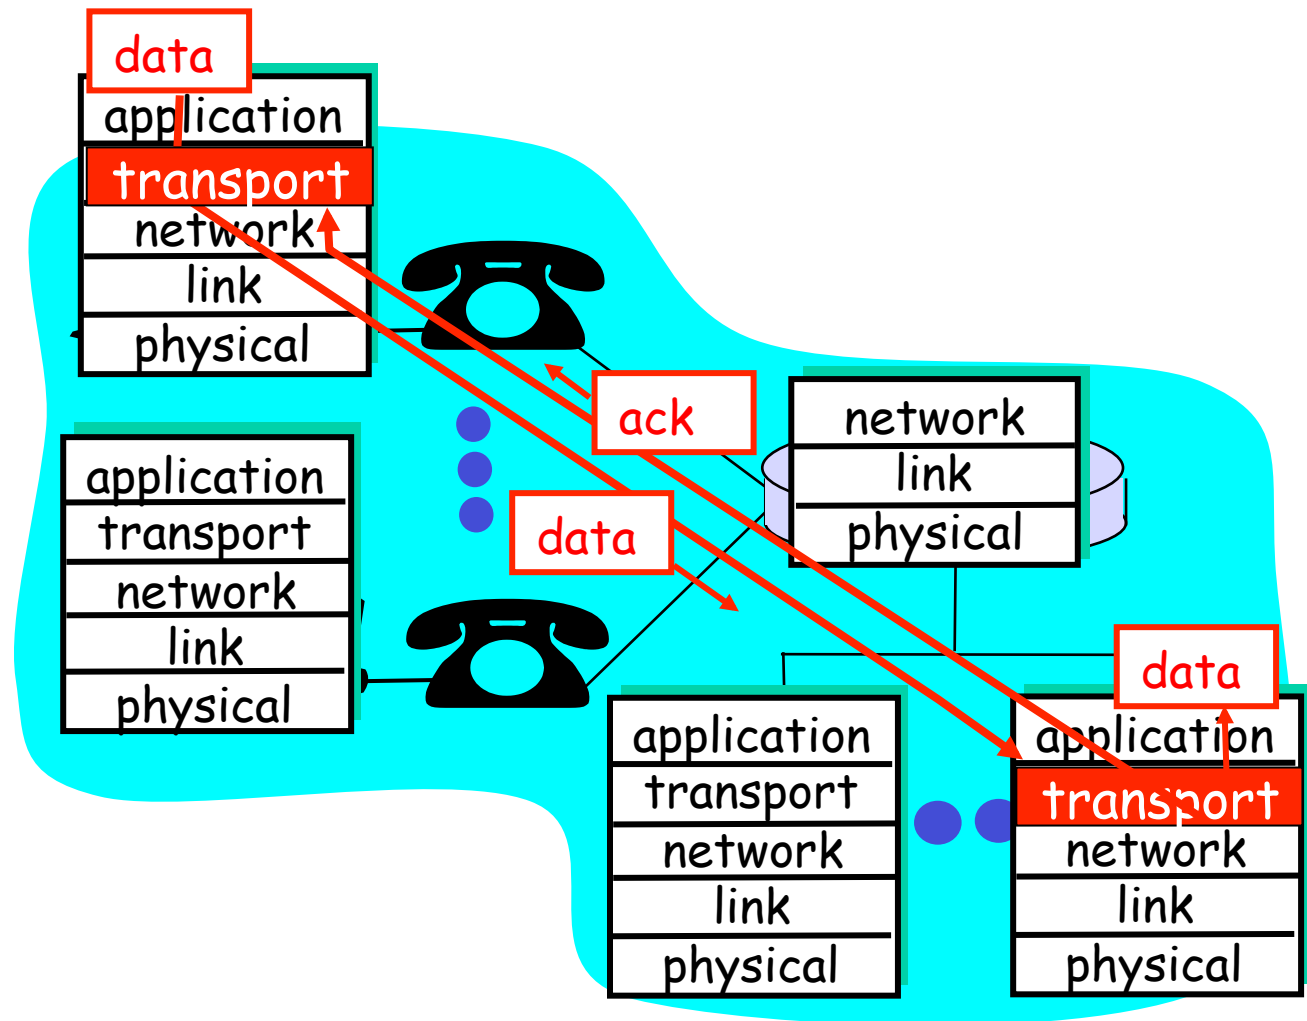 data
application
transport
network
link
physical
ack
data
application
transport
network
link
physical
network
link
physical
application
transport
network
link
physical
data
application
transport
network
link
physical